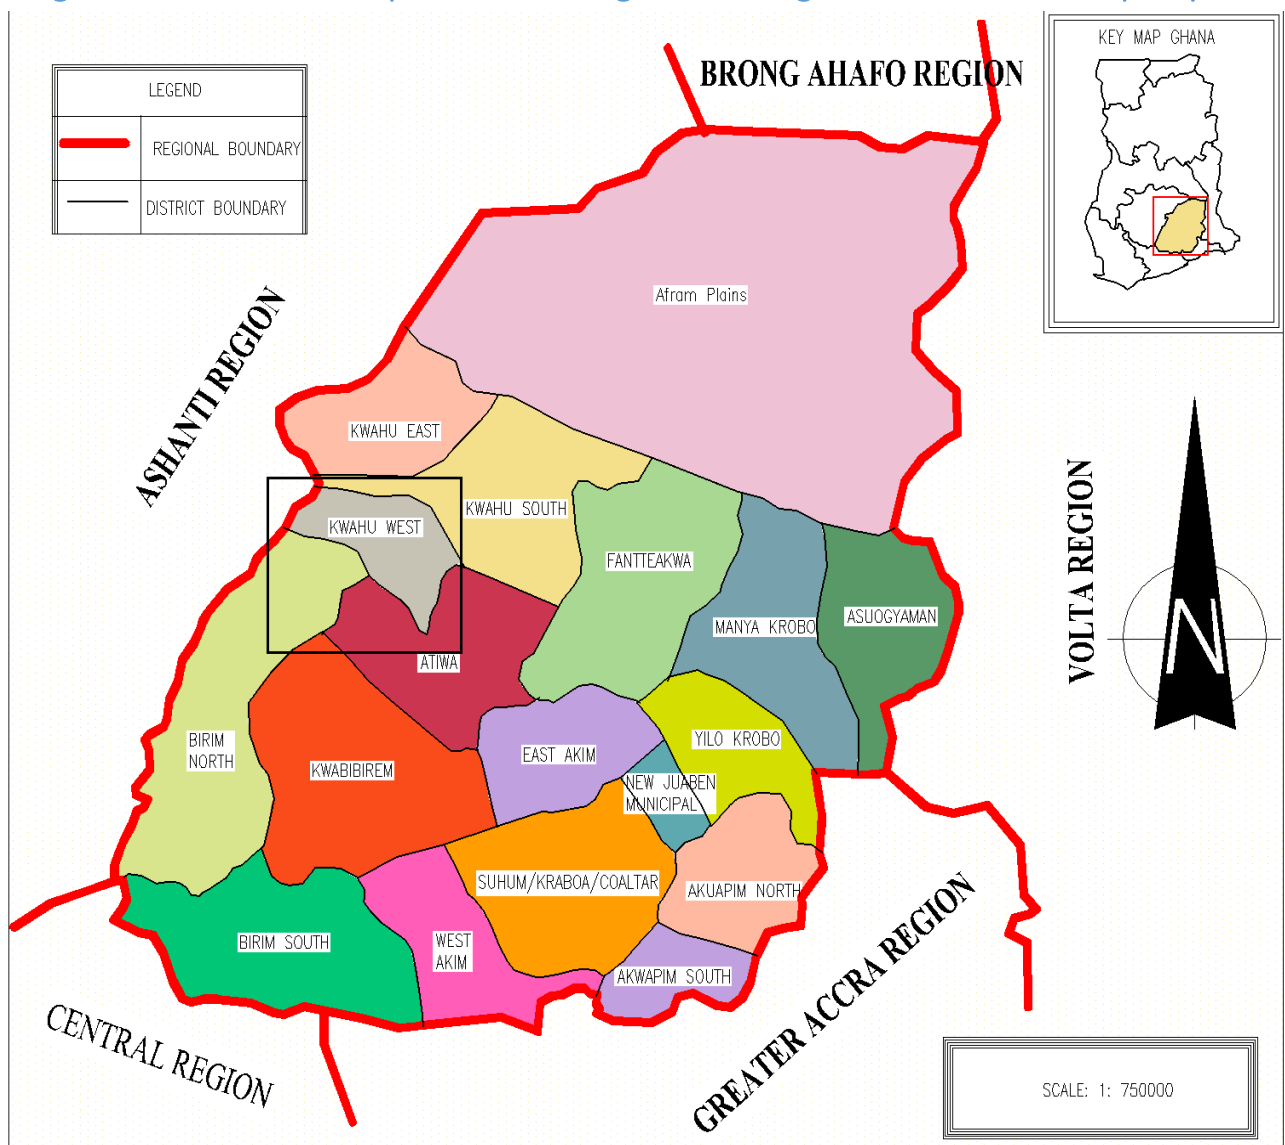 KEY MAP GHANA
BRONG AHAFO REGION
LEGEND
REGIONAL BOUNDARY
DISTRICT BOUNDARY
Afram Plains
ASHANTI REGION
KWAHU EAST
KWAHU SOUTH
KWAHU WEST
FANTTEAKWA
VOLTA REGION
MANYA KROBO
ASUOGYAMAN
N
ATIWA
BIRIM
NORTH
EAST AKIM
YILO KROBO
KWABIBIREM
NEW JUABEN
MUNICIPAL
SUHUM/KRABOA/COALTAR
AKUAPIM NORTH
BIRIM SOUTH
WEST
AKIM
AKWAPIM SOUTH
CENTRAL REGION
GREATER ACCRA REGION
SCALE: 1: 750000